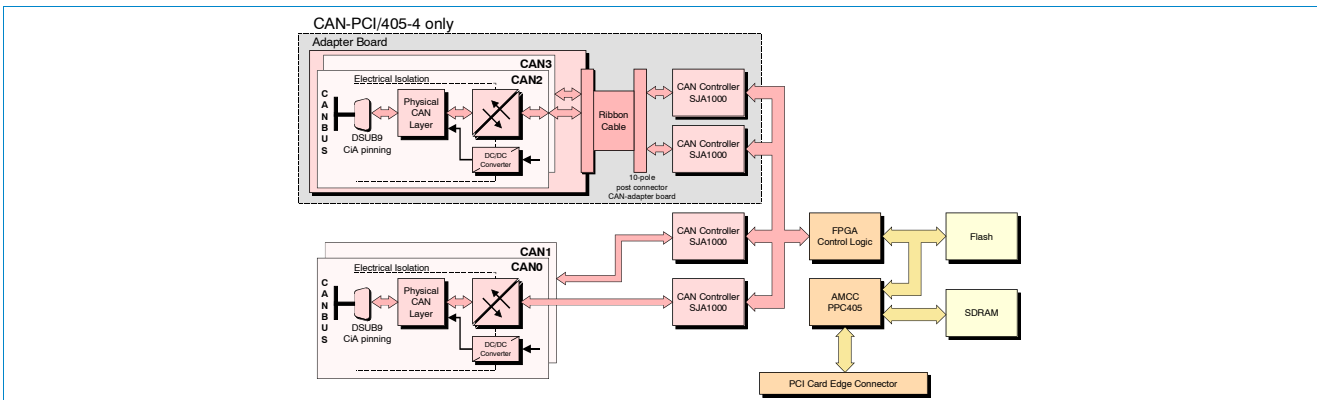 CAN-PCI/405-4 only
Adapter Board
CAN3
CAN2
Electrical Isolation
CANBUS
Physical
CAN
Layer
DSUB9
CiA pinning
DC/DC
Converter
Ribbon
Cable
10-pole
post connector
CAN-adapter board
CAN Controller
SJA1000
CAN Controller
SJA1000
CAN Controller
SJA1000
FPGA
Control Logic
Flash
CAN1
CAN0
Electrical Isolation
CANBUS
Physical
CAN
Layer
DSUB9
CiA pinning
DC/DC
Converter
CAN Controller
SJA1000
AMCC
PPC405
SDRAM
PCI Card Edge Connector